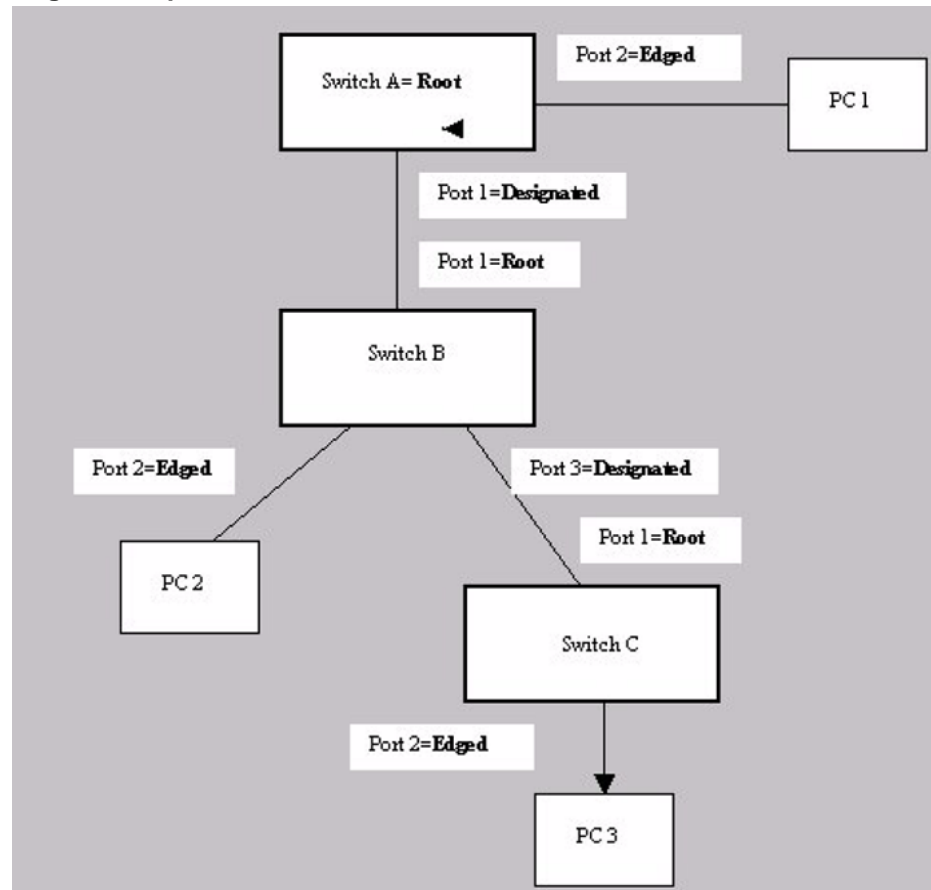 Port 2=Edged
Switch A= Root
PC 1
Port 1=Designated
Port 1=Root
Switch B
Port 2=Edged
Port 3=Designated
Port 1=Root
PC 2
Switch C
Port 2=Edged
PC 3